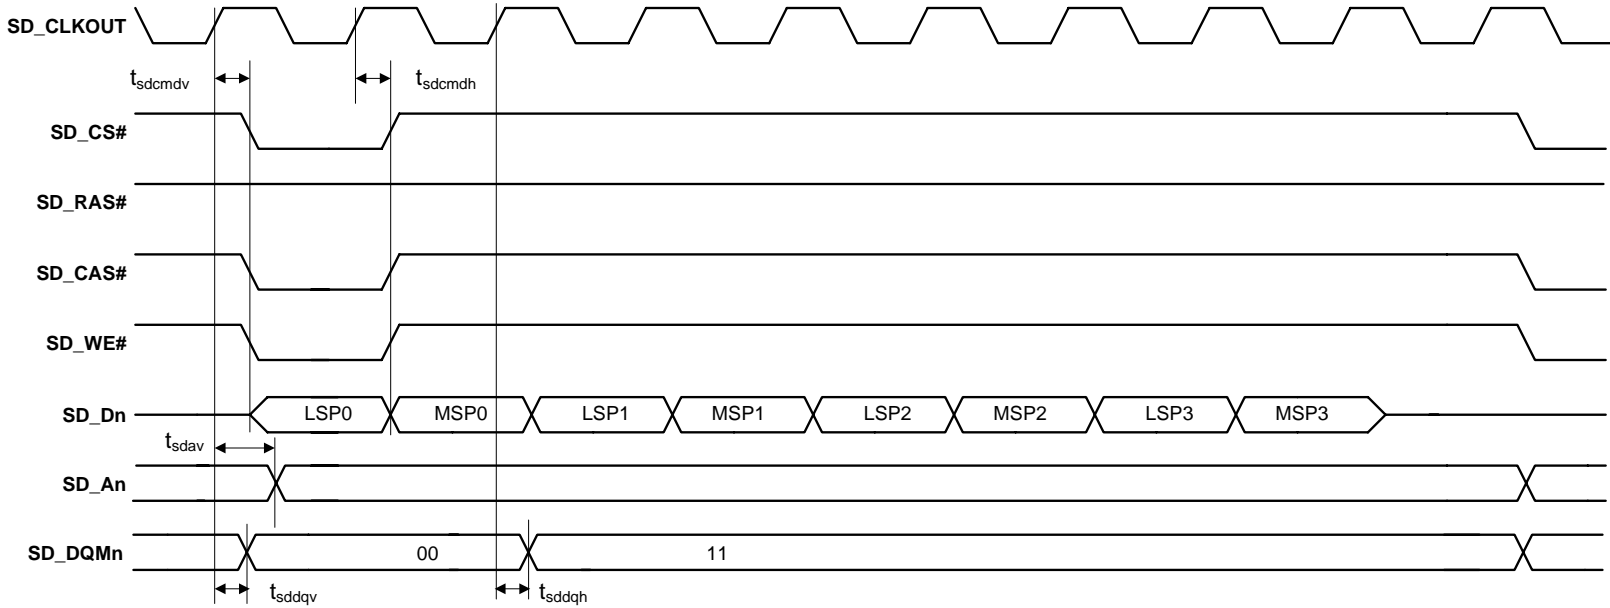 SD_CLKOUT
tsdcmdv
tsdcmdh
SD_CS#
SD_RAS#
SD_CAS#
SD_WE#
SD_Dn LSP0 MSP0 LSP1 MSP1 LSP2 MSP2 LSP3 MSP3
tsdav
SD_An
SD_DQMn 00 11
tsddqv
tsddqh